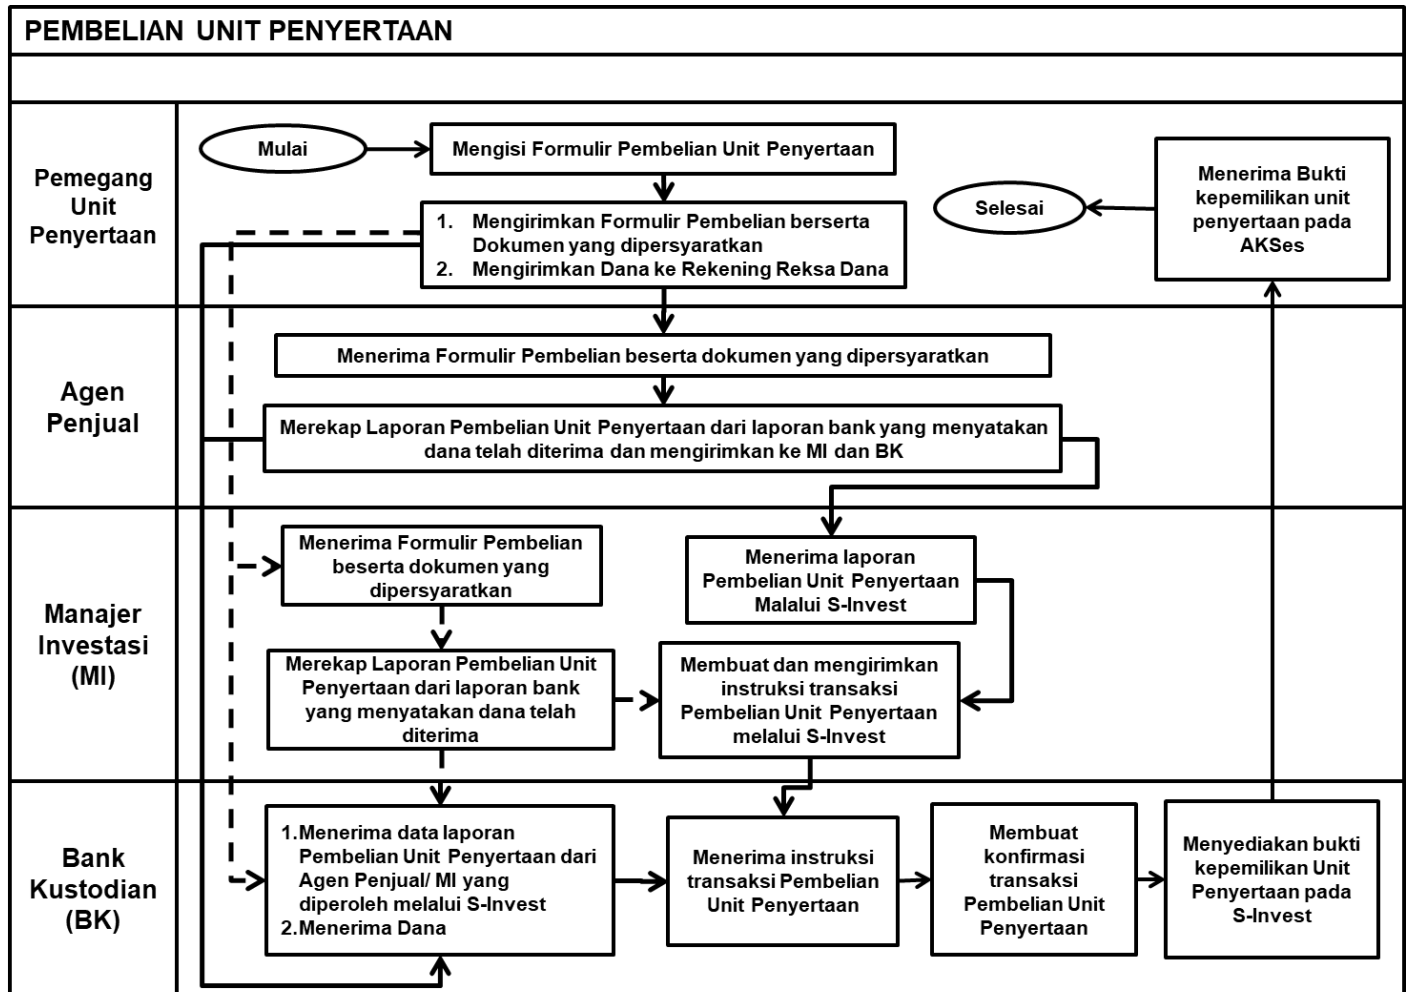 PEMBELIAN UNIT PENYERTAAN
Pemegang
Unit
Penyertaan
Mulai
Mengisi Formulir Pembelian Unit Penyertaan
1. Mengirimkan Formulir Pembelian berserta
Dokumen yang dipersyaratkan
2. Mengirimkan Dana ke Rekening Reksa Dana
Selesai
Menerima Bukti
kepemilikan unit
penyertaan pada
AKSes
Agen
Penjual
Menerima Formulir Pembelian beserta dokumen yang dipersyaratkan
Merekap Laporan Pembelian Unit Penyertaan dari laporan bank yang menyatakan
dana telah diterima dan mengirimkan ke MI dan BK
Manajer
Investasi
(MI)
Menerima Formulir Pembelian
beserta dokumen yang
dipersyaratkan
Menerima laporan
Pembelian Unit Penyertaan
Malalui S-Invest
Merekap Laporan Pembelian Unit
Penyertaan dari laporan bank
yang menyatakan dana telah
diterima
Membuat dan mengirimkan
instruksi transaksi
Pembelian Unit Penyertaan
melalui S-Invest
Bank
Kustodian
(BK)
1.Menerima data laporan
Pembelian Unit Penyertaan dari
Agen Penjual/ MI yang
diperoleh melalui S-Invest
2.Menerima Dana
Menerima instruksi
transaksi Pembelian
Unit Penyertaan
Membuat
konfirmasi
transaksi
Pembelian Unit
Penyertaan
Menyediakan bukti
kepemilikan Unit
Penyertaan pada
S-Invest